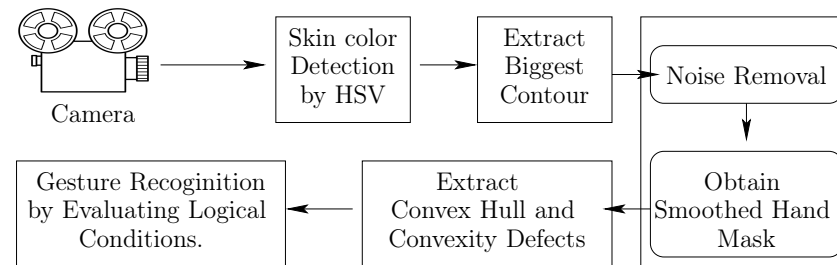 Camera
Skin color
Detection
by HSV
Extract
Biggest
Contour
Noise Removal
Obtain
Smoothed Hand
Mask
Extract
Convex Hull and
Convexity Defects
Gesture Recoginition
by Evaluating Logical
Conditions.